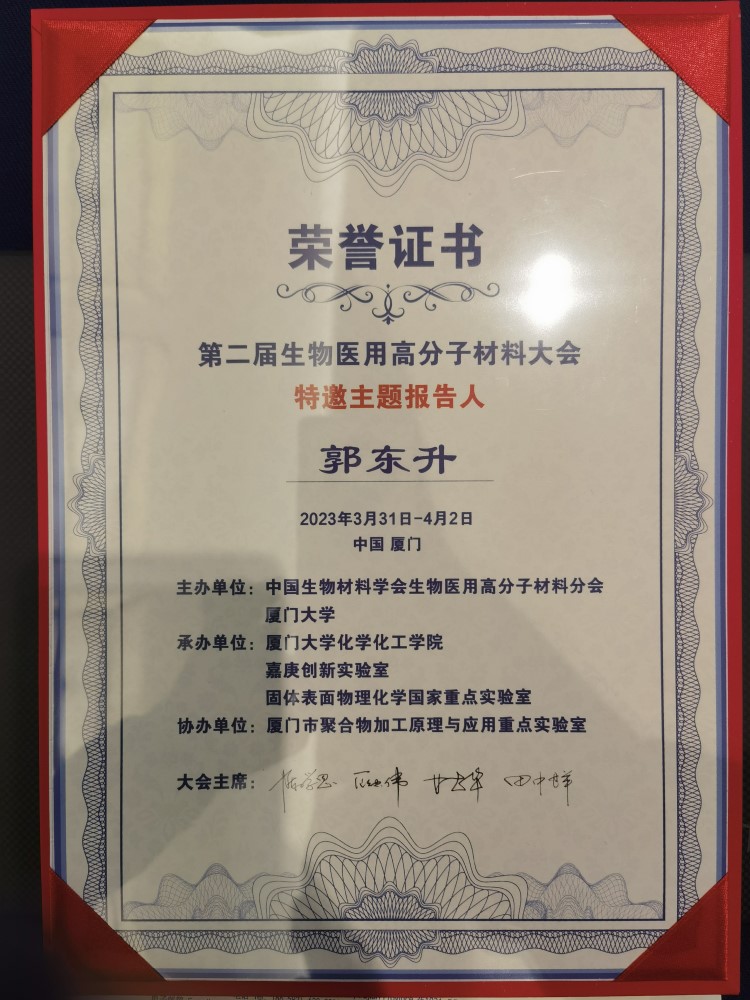 荣誉证书
第二届生物医用高分子材料大会
特邀主题报告人
郭东升
2023年3月31日-4月2日
中国 厦门
主办单位：中国生物材料学会生物医用高分子材料分会
厦门大学
承办单位：厦门大学化学化工学院
嘉庚创新实验室
固体表面物理化学国家重点实验室
协办单位：厦门市聚合物加工原理与应用重点实验室
大会主席：